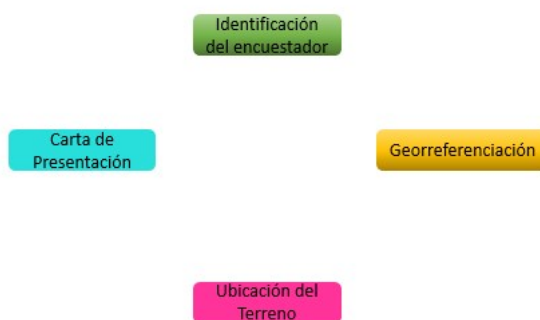 Identificación
del encuestador
Carta de
Presentación
Georreferenciación
Ubicación del
Terreno